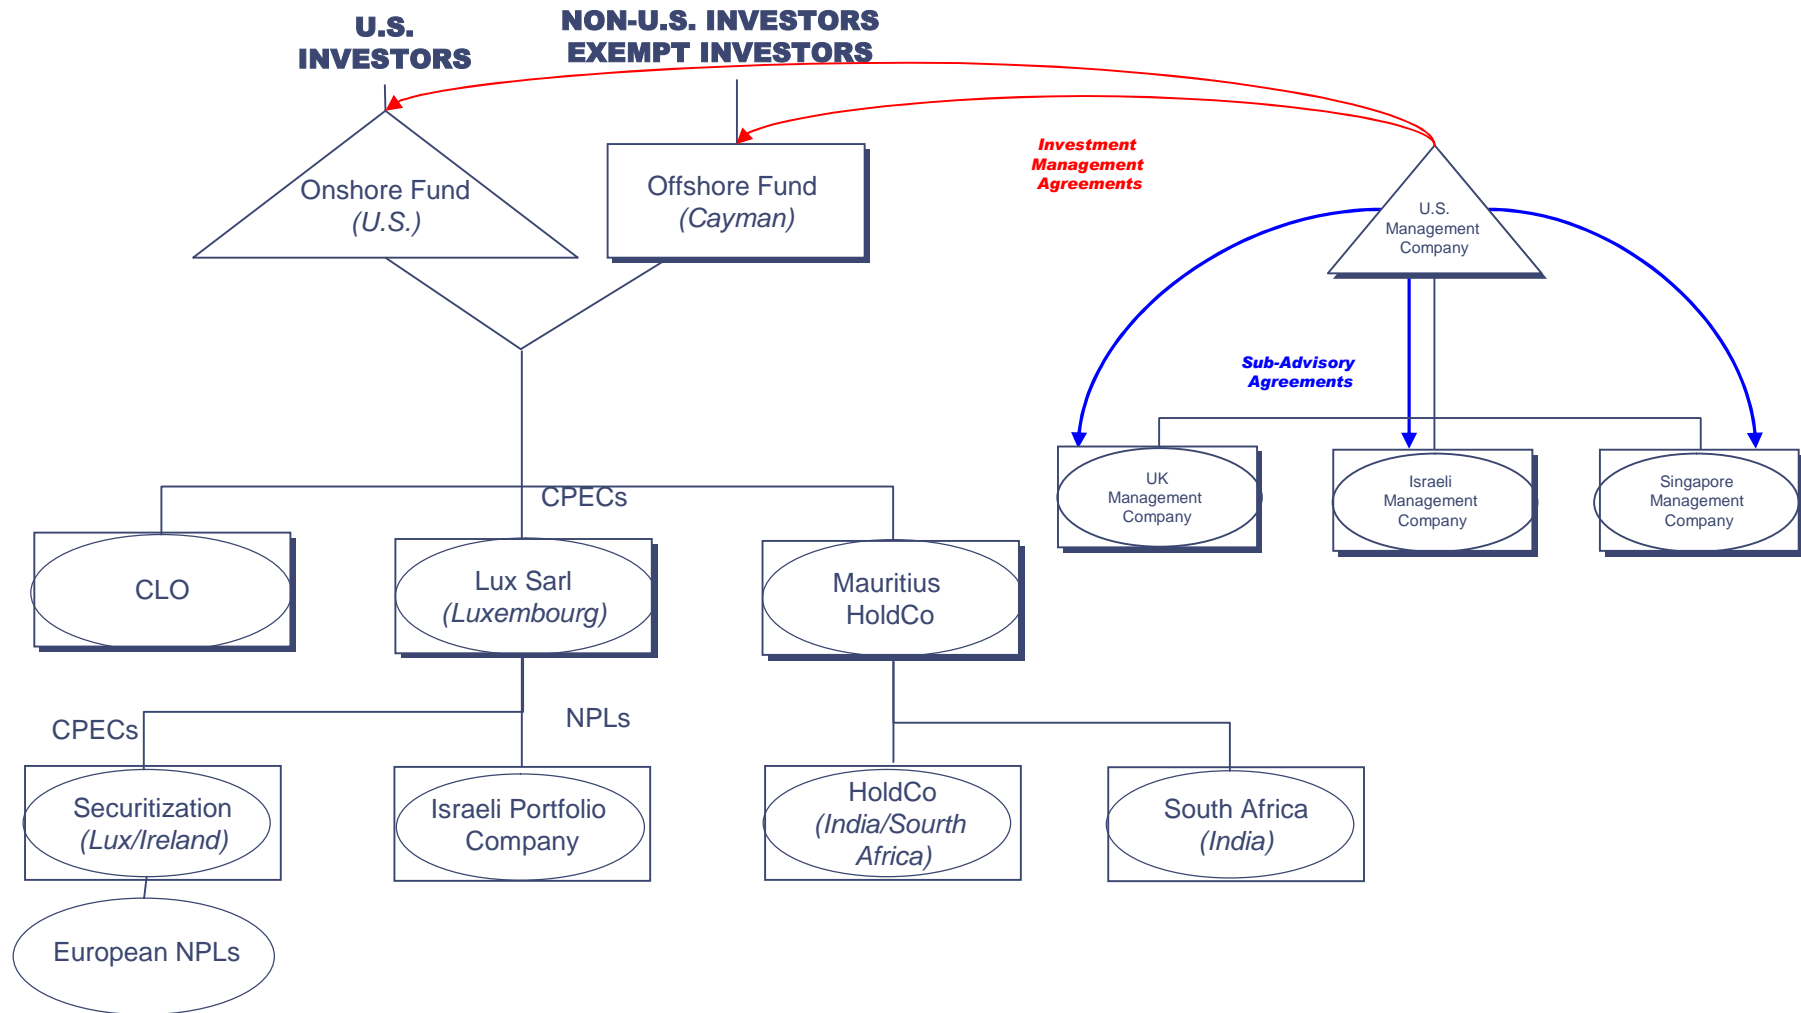 U.S.
INVESTORS
NON-U.S. INVESTORS
EXEMPT INVESTORS
Onshore Fund
(U.S.)
Offshore Fund
(Cayman)
Investment
Management
Agreements
U.S.
Management
Company
Sub-Advisory
Agreements
UK
Management
Company
Israeli
Management
Company
Singapore
Management
Company
CPECs
CLO
Lux Sarl
(Luxembourg)
Mauritius
HoldCo
CPECs
NPLs
Securitization
(Lux/Ireland)
Israeli Portfolio
Company
HoldCo
(India/Sourth
Africa)
South Africa
(India)
European NPLs